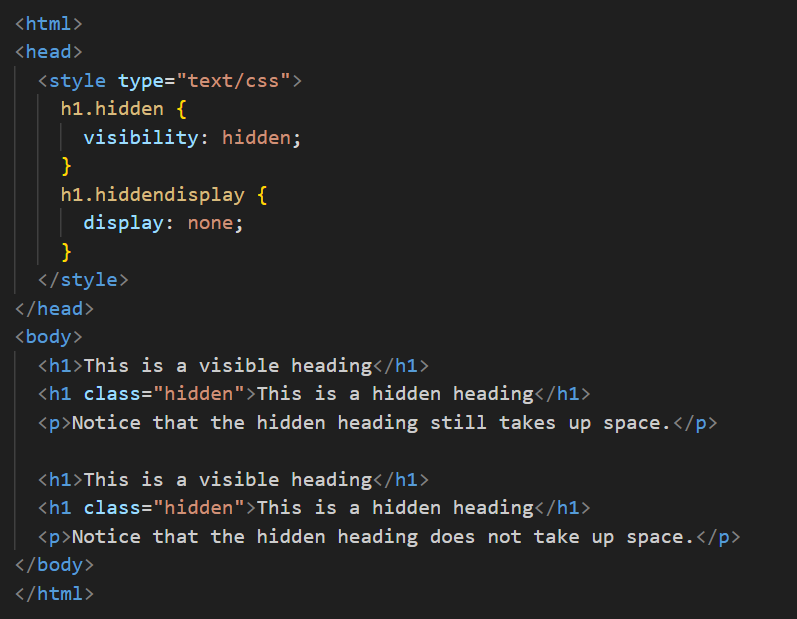 <html>
<head>
  <style type="text/css">
    h1.hidden {
      visibility: hidden;
    }
    h1.hiddendisplay {
      display: none;
    }
  </style>
</head>
<body>
  <h1>This is a visible heading</h1>
  <h1 class="hidden">This is a hidden heading</h1>
  <p>Notice that the hidden heading still takes up space.</p>

  <h1>This is a visible heading</h1>
  <h1 class="hidden">This is a hidden heading</h1>
  <p>Notice that the hidden heading does not take up space.</p>
</body>
</html>